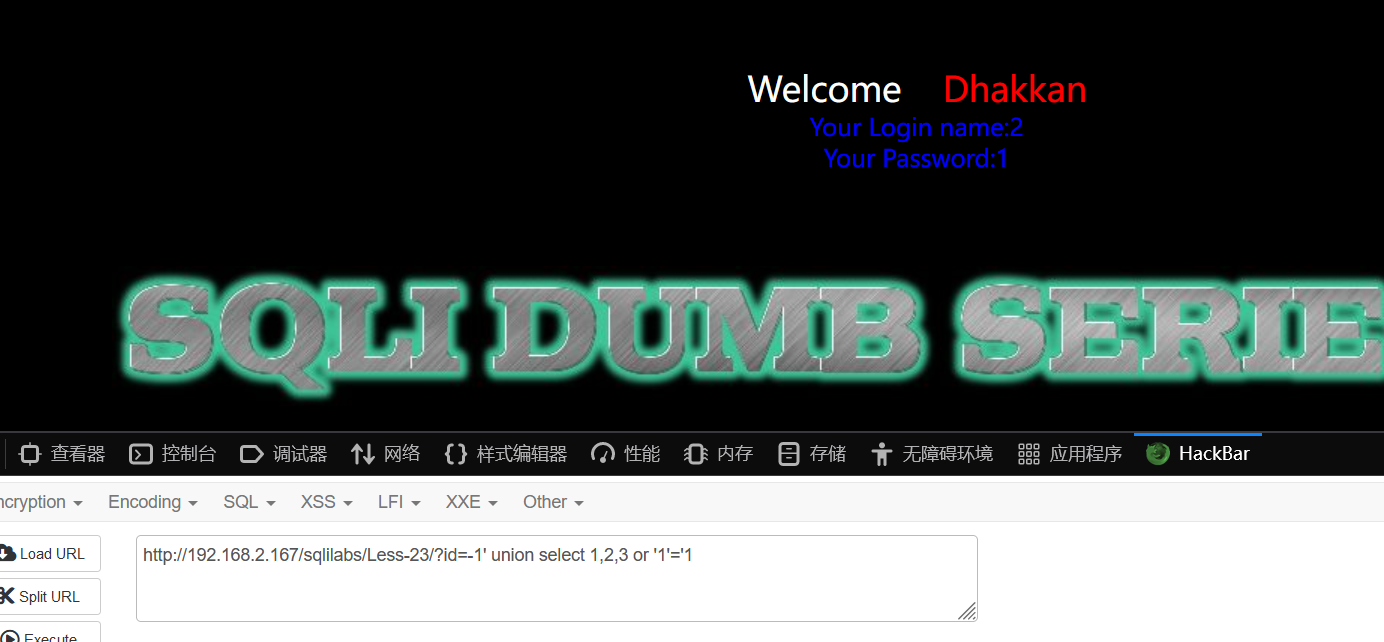 Welcome Dhakkan
Your Login name:2
Your Password:1
SQLI DUMB SERIE
查看器 控制台 调试器 网络 样式编辑器 性能 内存 存储 无障碍环境 应用程序 HackBar
ncryption Encoding SQL XSS LFI XXE Other
Load URL
http://192.168.2.167/sqlilabs/Less-23/?id=-1' union select 1,2,3 or '1'='1
Split URL
Execute